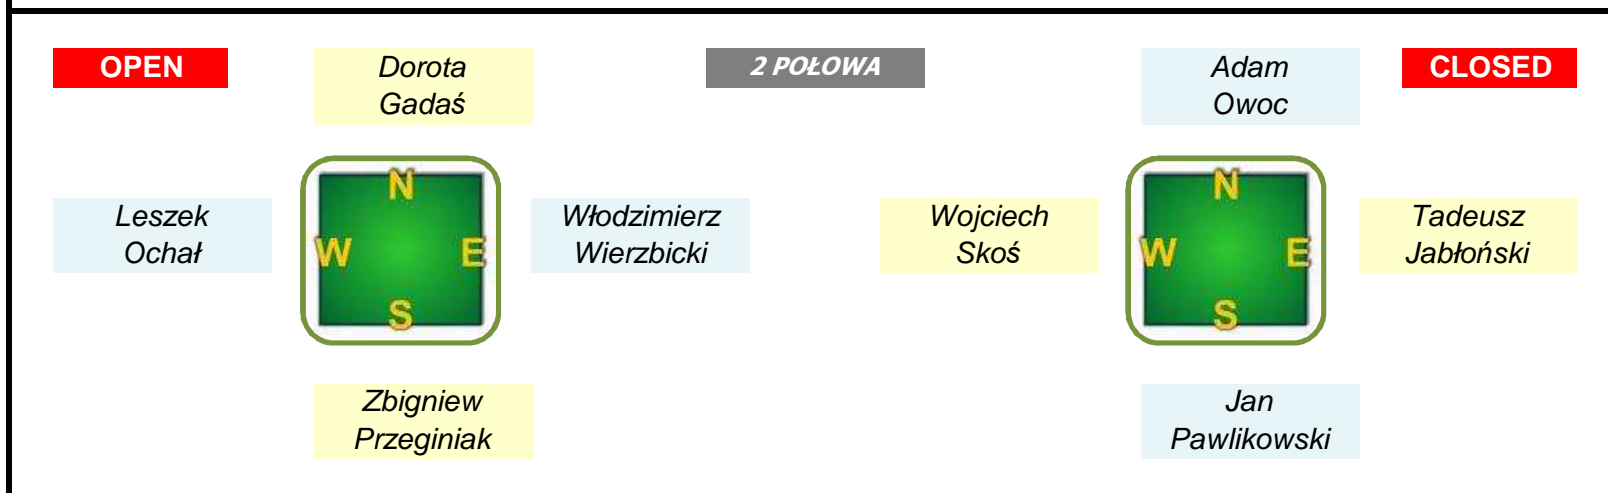 OPEN
Dorota
Gadaś
2 POŁOWA
Adam
Owoc
CLOSED
N
N
Leszek
Ochał
W
E
Włodzimierz
Wierzbicki
Wojciech
Skoś
W
E
Tadeusz
Jabłoński
S
S
Zbigniew
Przeginiak
Jan
Pawlikowski